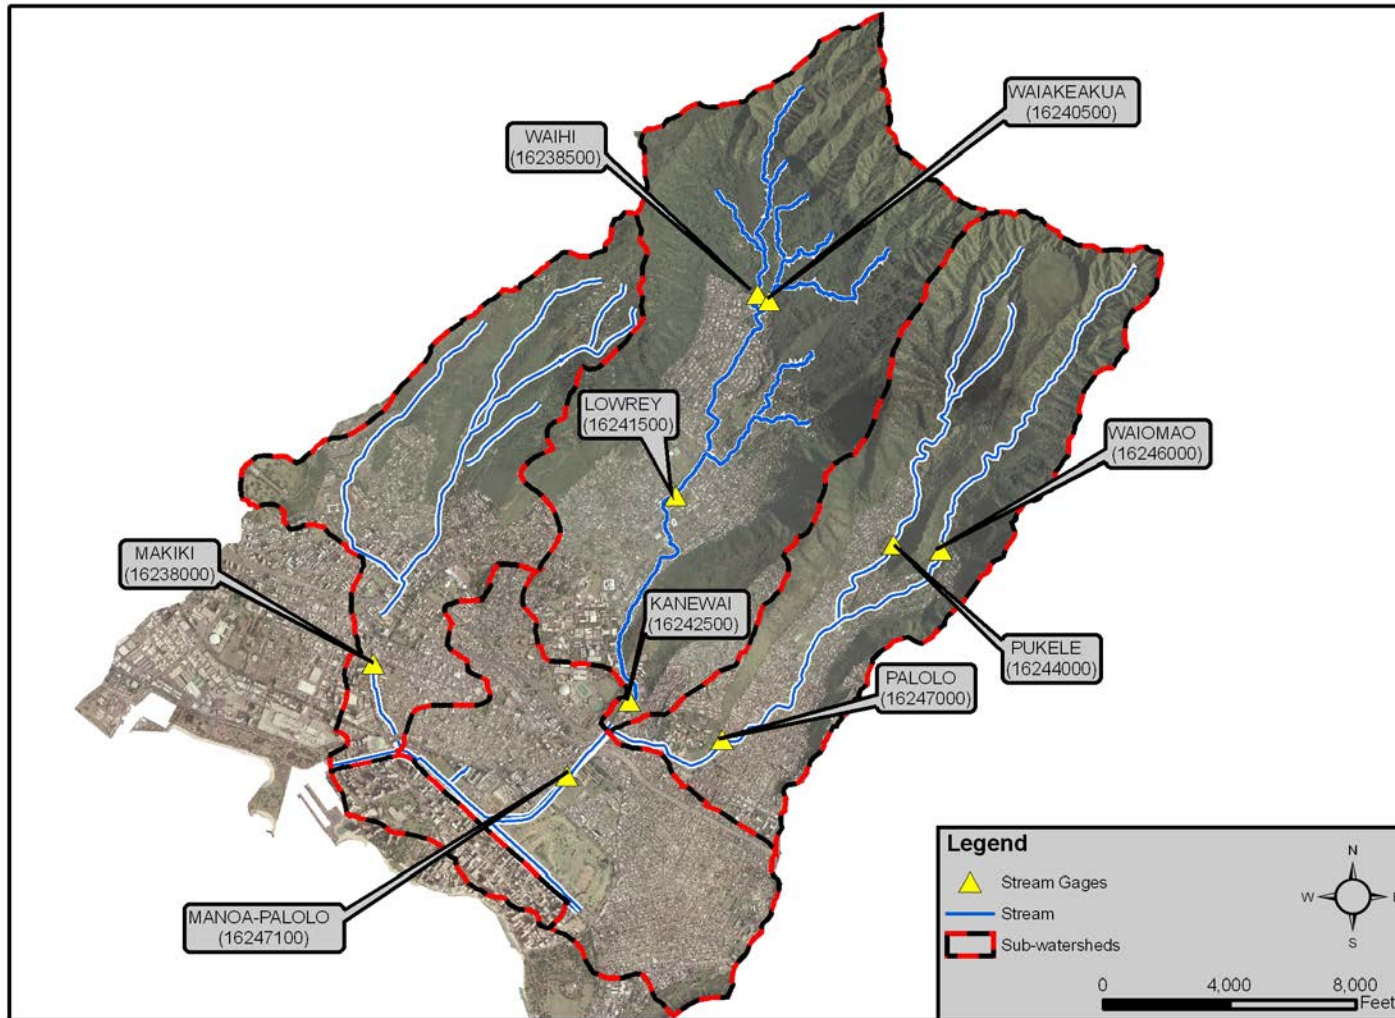 WAIAKEAKUA
(16240500)
WAIHI
(16238500)
LOWREY
(16241500)
WAIOMAO
(16246000)
MAKIKI
(16238000)
KANEWAI
(16242500)
PUKELE
(16244000)
PALOLO
(16247000)
MANOA-PALOLO
(16247100)
Legend
Stream Gages
Stream
Sub-watersheds
N
W
E
S
0 4,000 8,000
Feet